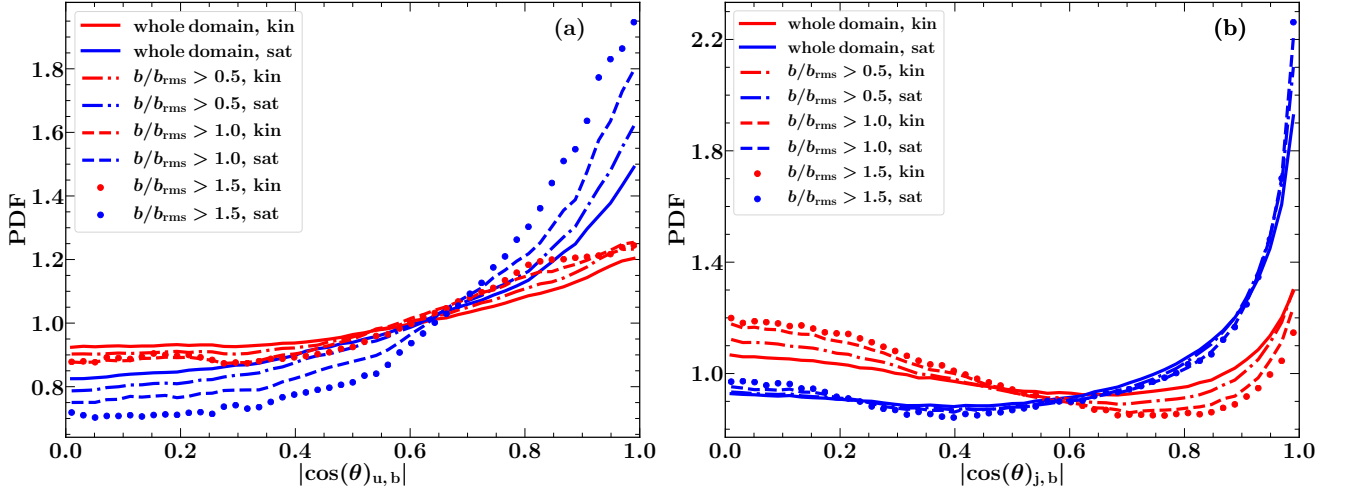 (a)
whole domain, kin
whole domain, sat
b/b_rms > 0.5, kin
b/b_rms > 0.5, sat
b/b_rms > 1.0, kin
b/b_rms > 1.0, sat
b/b_rms > 1.5, kin
b/b_rms > 1.5, sat
PDF
1.8
1.6
1.4
1.2
1.0
0.8
0.0 0.2 0.4 0.6 0.8 1.0
|cos(θ)_{u, b}|
(b)
whole domain, kin
whole domain, sat
b/b_rms > 0.5, kin
b/b_rms > 0.5, sat
b/b_rms > 1.0, kin
b/b_rms > 1.0, sat
b/b_rms > 1.5, kin
b/b_rms > 1.5, sat
PDF
2.2
1.8
1.4
1.0
0.0 0.2 0.4 0.6 0.8 1.0
|cos(θ)_{j, b}|